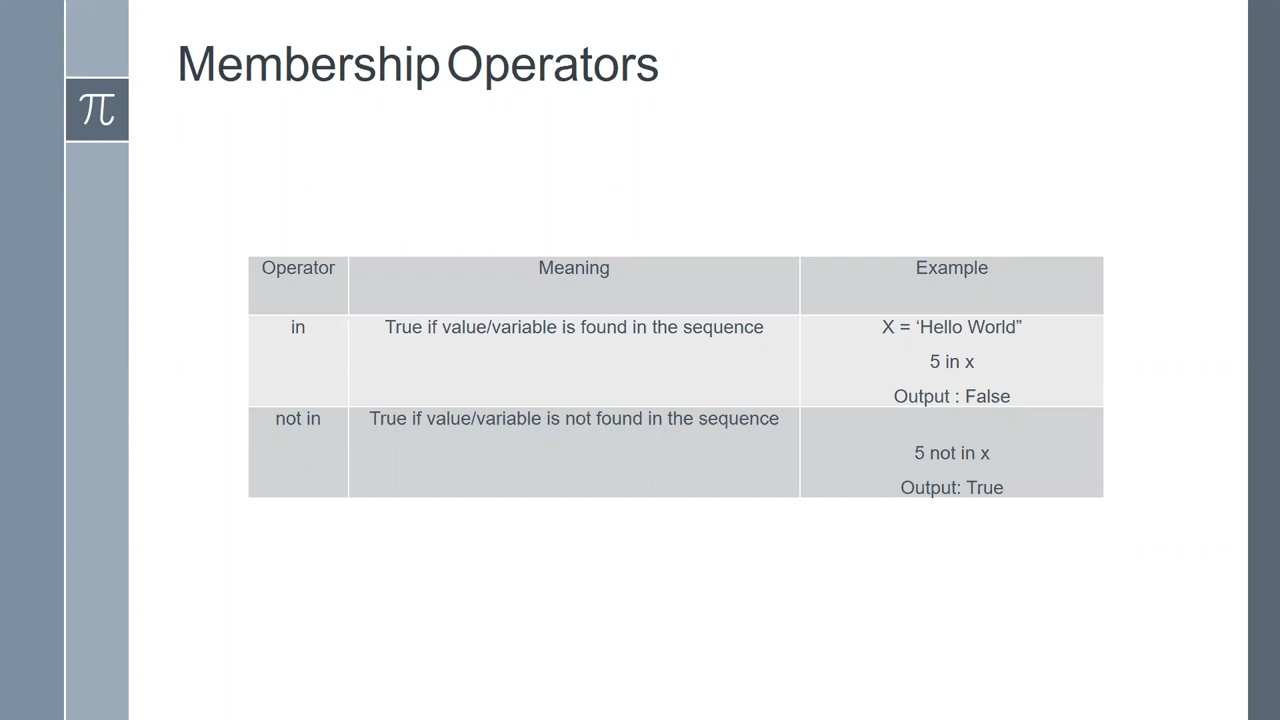 π
Membership Operators
Operator
Meaning
Example
in
True if value/variable is found in the sequence
X = ‘Hello World”
5 in x
Output : False
not in
True if value/variable is not found in the sequence
5 not in x
Output: True